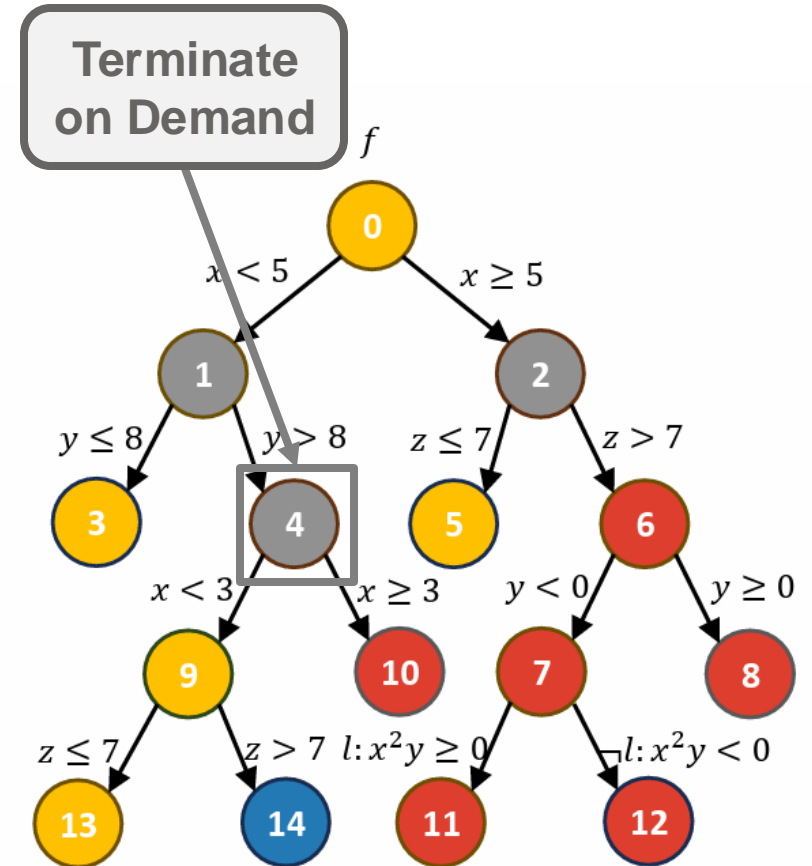 Terminate
on Demand
f
0
x < 5
x ≥ 5
1
2
y ≤ 8
y > 8
z ≤ 7
z > 7
3
4
5
6
x < 3
x ≥ 3
y < 0
y ≥ 0
9
10
7
8
z ≤ 7
z > 7
l: x²y ≥ 0
¬l: x²y < 0
13
14
11
12